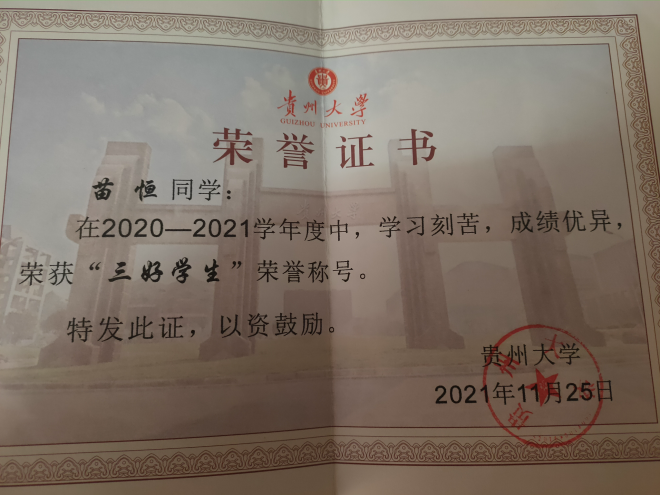 贵州大学
GUIZHOU UNIVERSITY
荣誉证书
苗恒同学：
在2020—2021学年度中，学习刻苦，成绩优异，
荣获“三好学生”荣誉称号。
特发此证，以资鼓励。
贵州大学
2021年11月25日